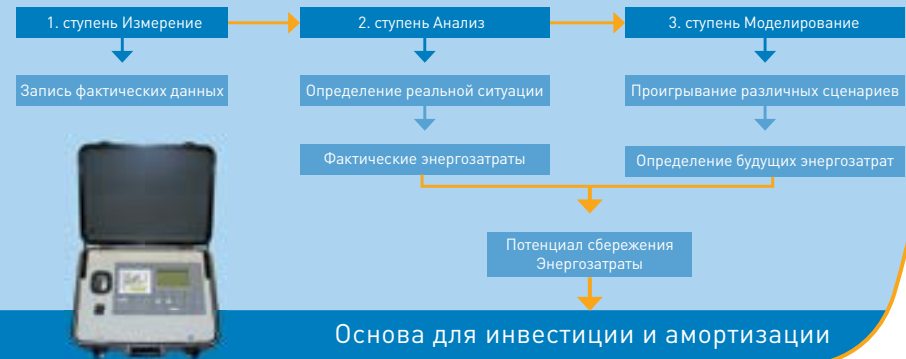 1. ступень Измерение
2. ступень Анализ
3. ступень Моделирование
Запись фактических данных
Определение реальной ситуации
Проигрывание различных сценариев
Фактические энергозатраты
Определение будущих энергозатрат
Потенциал сбережения
Энергозатраты
Основа для инвестиции и амортизации